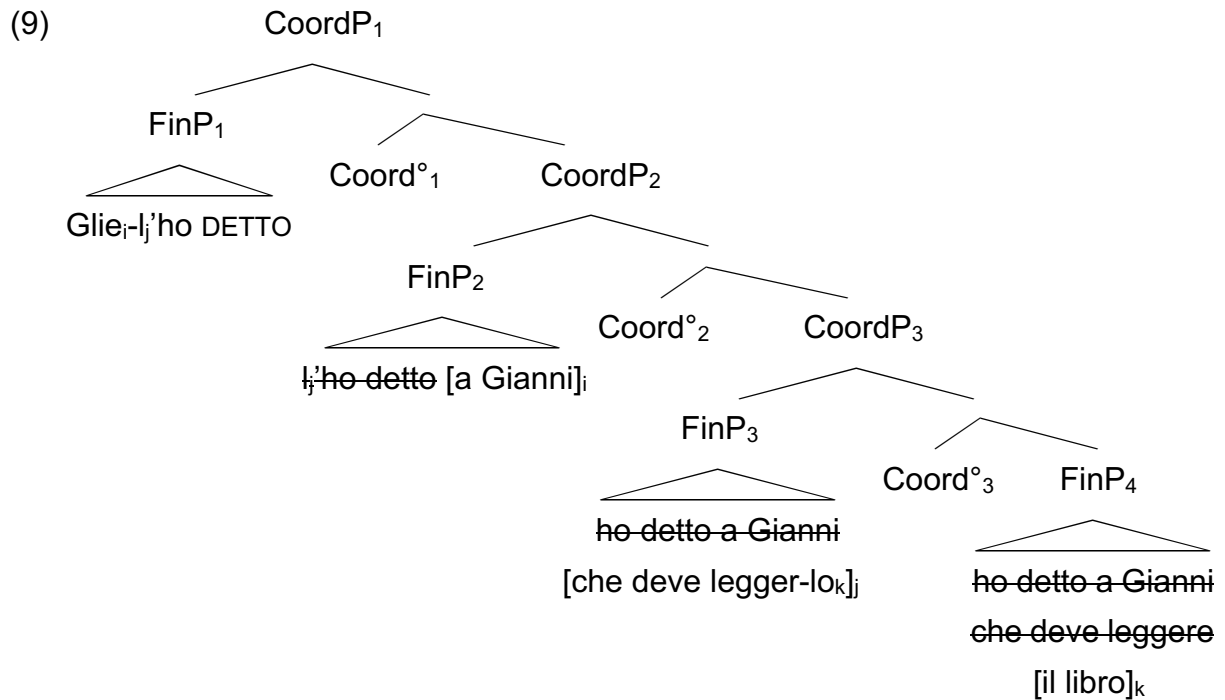 (9) CoordP₁
FinP₁
Coord°₁ CoordP₂
Glieᵢ-lⱼ’ho DETTO
FinP₂
Coord°₂ CoordP₃
lⱼ’ho detto [a Gianni]ᵢ
FinP₃
Coord°₃ FinP₄
ho detto a Gianni ho detto a Gianni
[che deve legger-loₖ]ⱼ che deve leggere
[il libro]ₖ